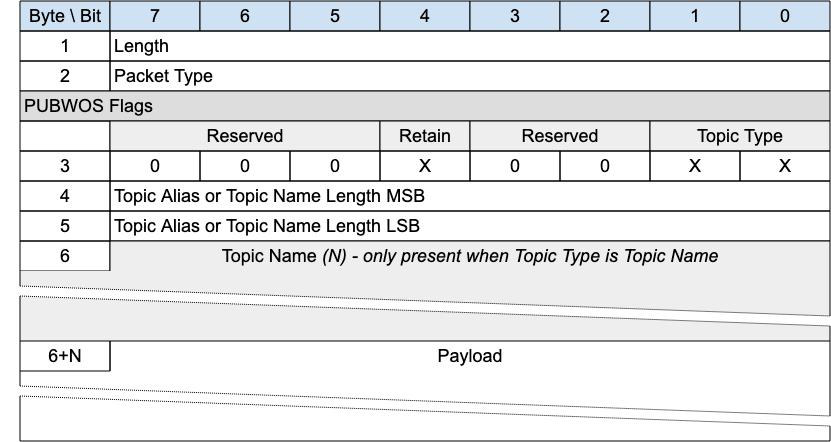 Byte \ Bit 7 6 5 4 3 2 1 0
1 Length
2 Packet Type
PUBWOS Flags
Reserved Retain Reserved Topic Type
3 0 0 0 X 0 0 X X
4 Topic Alias or Topic Name Length MSB
5 Topic Alias or Topic Name Length LSB
6 Topic Name (N) - only present when Topic Type is Topic Name
6+N Payload